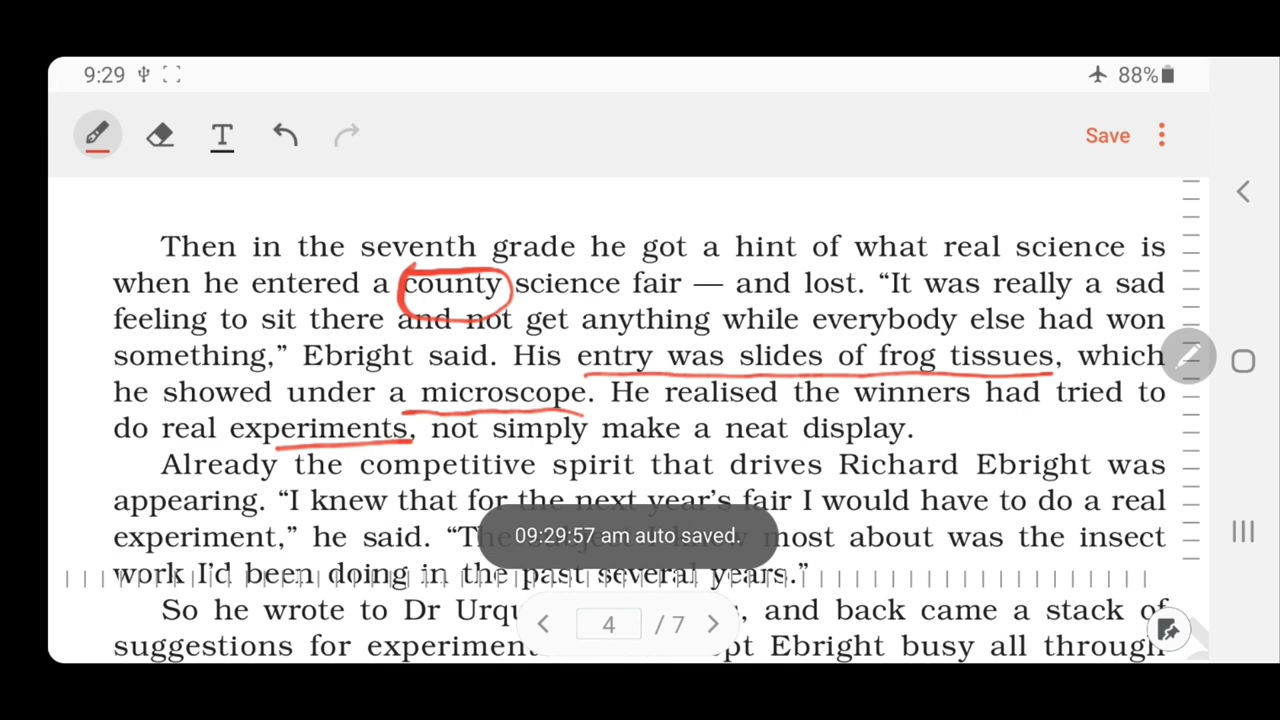 9:29
88%
T
Save
Then in the seventh grade he got a hint of what real science is
when he entered a county science fair — and lost. “It was really a sad
feeling to sit there and not get anything while everybody else had won
something,” Ebright said. His entry was slides of frog tissues, which
he showed under a microscope. He realised the winners had tried to
do real experiments, not simply make a neat display.
Already the competitive spirit that drives Richard Ebright was
appearing. “I knew that for the next year’s fair I would have to do a real
experiment,” he said. “The most about was the insect
09:29:57 am auto saved.
work I’d been doing in the past several years.”
So he wrote to Dr and back came a stack of
4 / 7
suggestions for Ebright busy all through